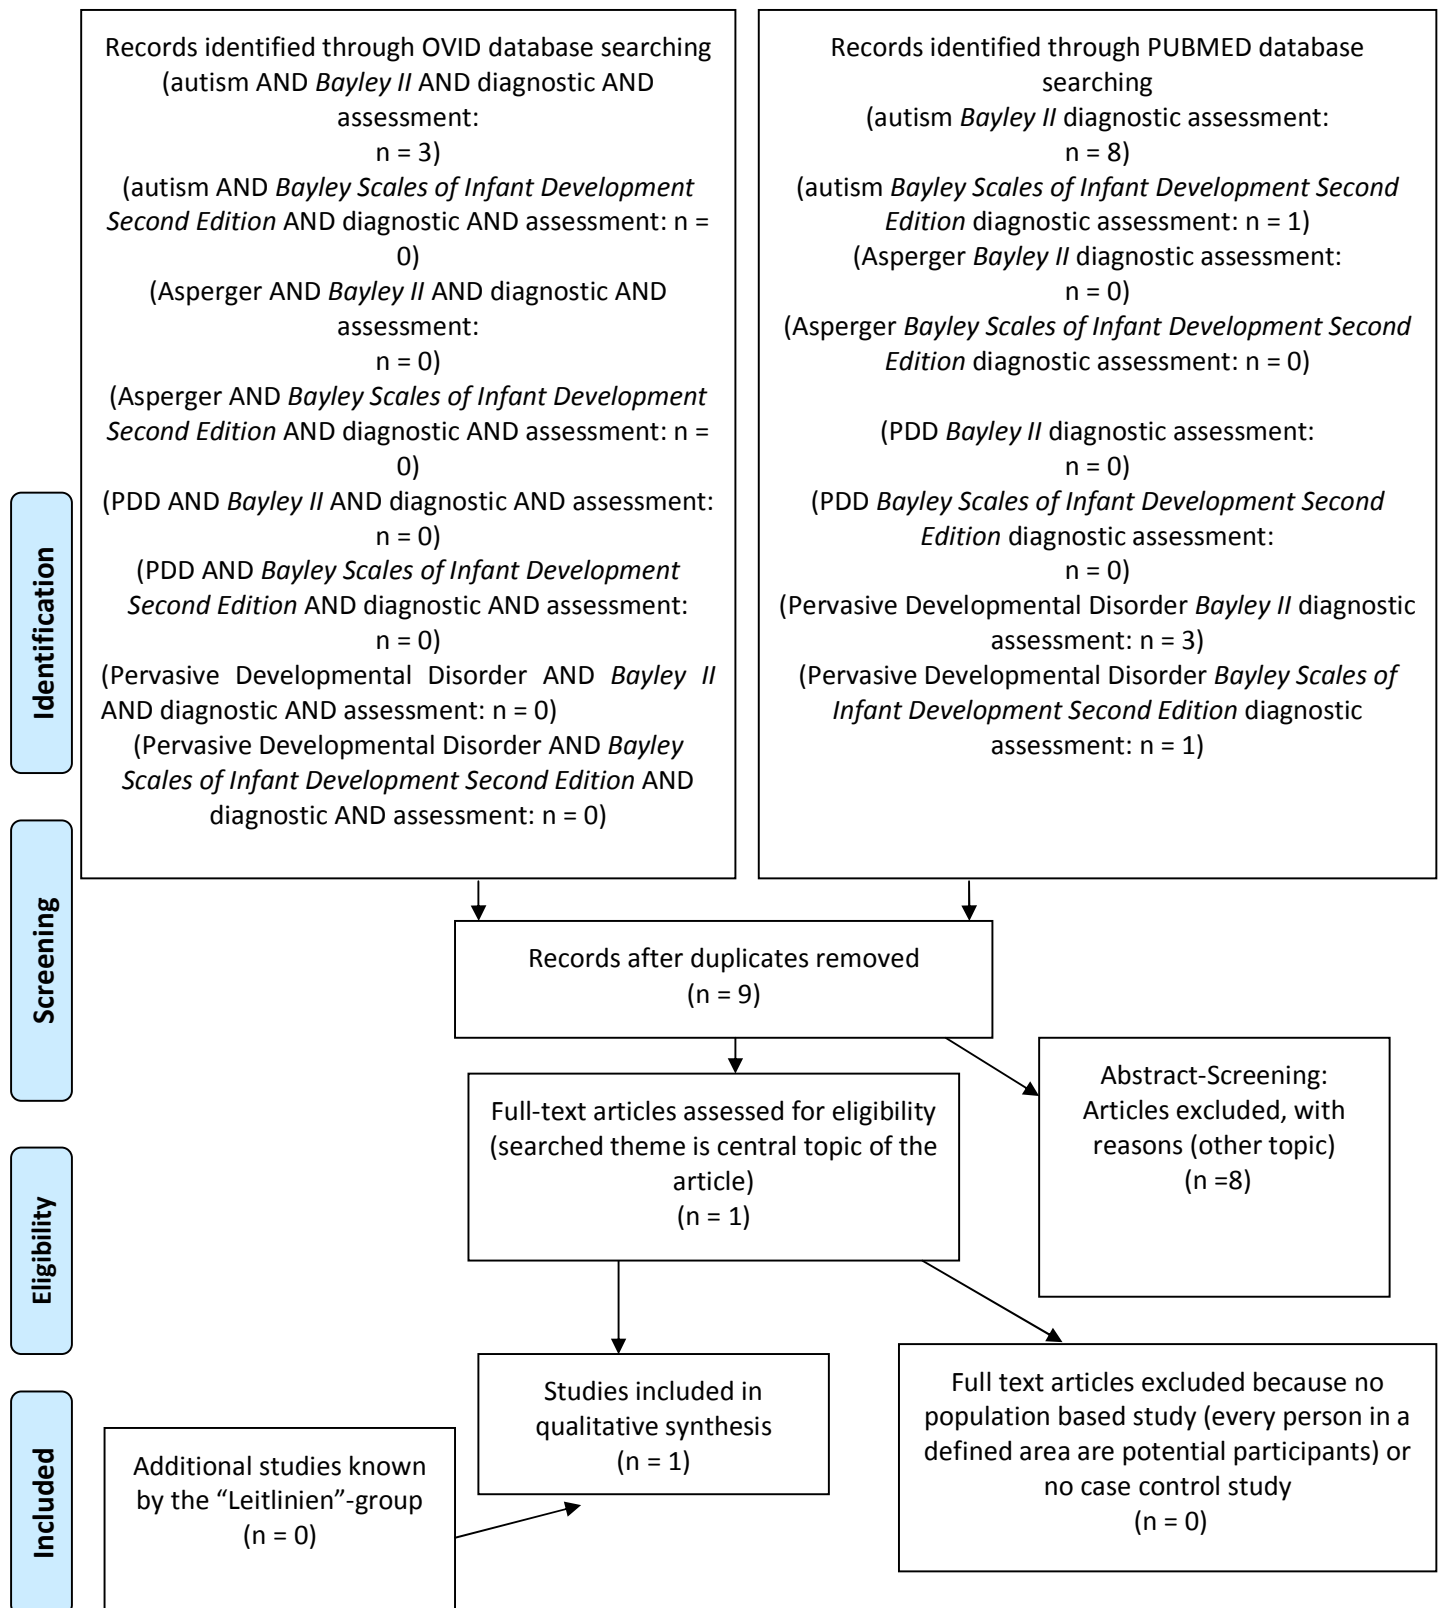 Records identified through OVID database searching
(autism AND Bayley II AND diagnostic AND
assessment:
n = 3)
(autism AND Bayley Scales of Infant Development
Second Edition AND diagnostic AND assessment: n =
0)
(Asperger AND Bayley II AND diagnostic AND
assessment:
n = 0)
(Asperger AND Bayley Scales of Infant Development
Second Edition AND diagnostic AND assessment: n =
0)
(PDD AND Bayley II AND diagnostic AND assessment:
n = 0)
(PDD AND Bayley Scales of Infant Development
Second Edition AND diagnostic AND assessment:
n = 0)
(Pervasive Developmental Disorder AND Bayley II
AND diagnostic AND assessment: n = 0)
(Pervasive Developmental Disorder AND Bayley
Scales of Infant Development Second Edition AND
diagnostic AND assessment: n = 0)
Records identified through PUBMED database
searching
(autism Bayley II diagnostic assessment:
n = 8)
(autism Bayley Scales of Infant Development Second
Edition diagnostic assessment: n = 1)
(Asperger Bayley II diagnostic assessment:
n = 0)
(Asperger Bayley Scales of Infant Development Second
Edition diagnostic assessment: n = 0)
(PDD Bayley II diagnostic assessment:
n = 0)
(PDD Bayley Scales of Infant Development Second
Edition diagnostic assessment:
n = 0)
(Pervasive Developmental Disorder Bayley II diagnostic
assessment: n = 3)
(Pervasive Developmental Disorder Bayley Scales of
Infant Development Second Edition diagnostic
assessment: n = 1)
Identification
Screening
Records after duplicates removed
(n = 9)
Full-text articles assessed for eligibility
(searched theme is central topic of the
article)
(n = 1)
Abstract-Screening:
Articles excluded, with
reasons (other topic)
(n =8)
Eligibility
Studies included in
qualitative synthesis
(n = 1)
Full text articles excluded because no
population based study (every person in a
defined area are potential participants) or
no case control study
(n = 0)
Included
Additional studies known
by the “Leitlinien”-group
(n = 0)